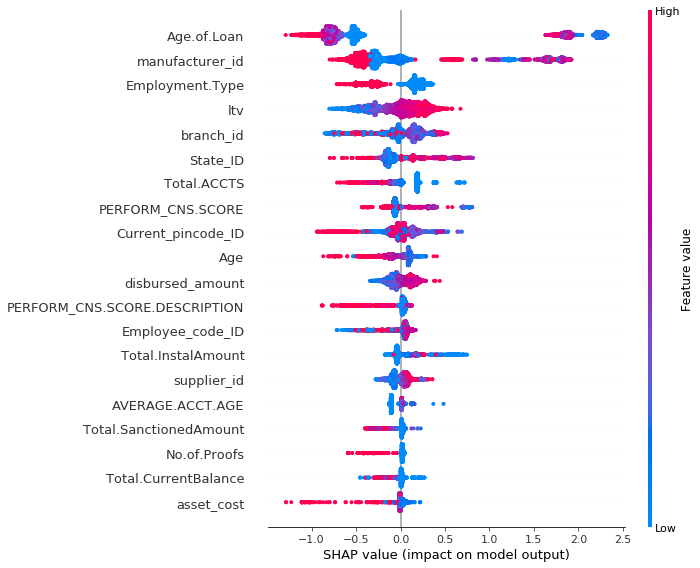 High
Age.of.Loan
manufacturer_id
Employment.Type
ltv
branch_id
State_ID
Total.ACCTS
PERFORM_CNS.SCORE
Current_pincode_ID
Age
disbursed_amount
PERFORM_CNS.SCORE.DESCRIPTION
Employee_code_ID
Total.InstalAmount
supplier_id
AVERAGE.ACCT.AGE
Total.SanctionedAmount
No.of.Proofs
Total.CurrentBalance
asset_cost
Feature value
Low
−1.0 −0.5 0.0 0.5 1.0 1.5 2.0 2.5
SHAP value (impact on model output)